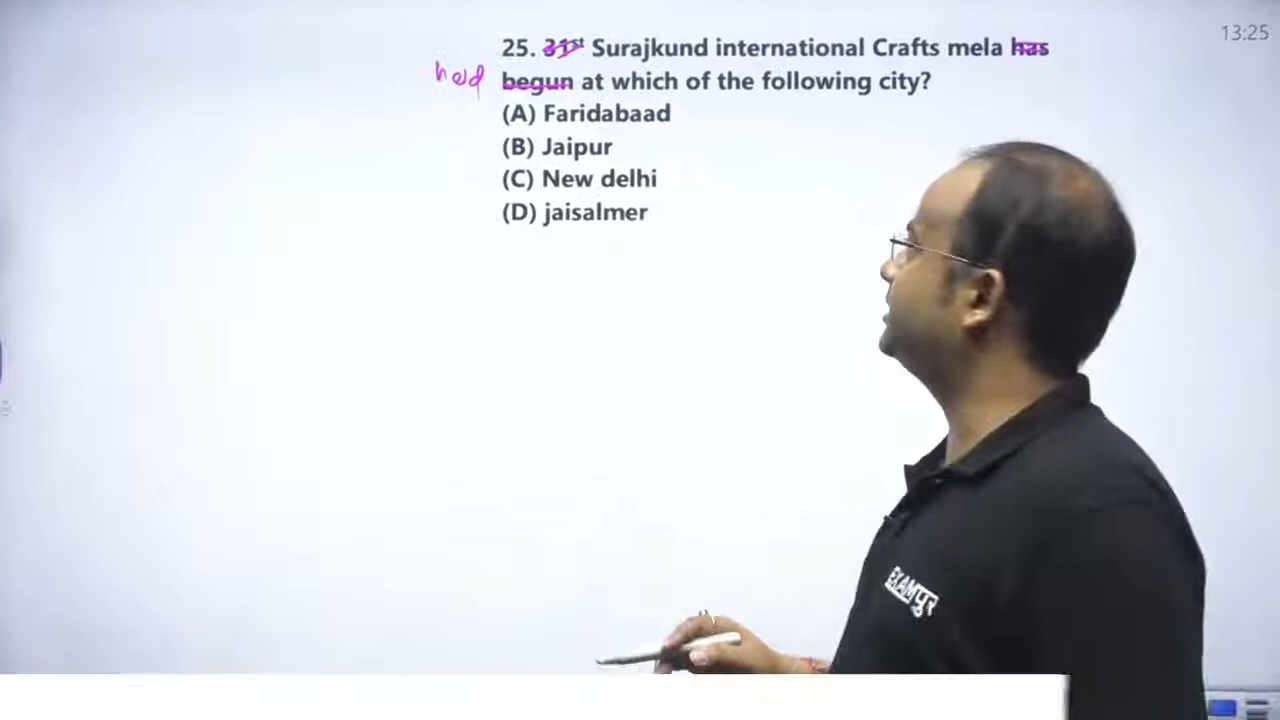 13:25
25. 31st Surajkund international Crafts mela has
held begun at which of the following city?
(A) Faridabaad
(B) Jaipur
(C) New delhi
(D) jaisalmer
EXAMपुर